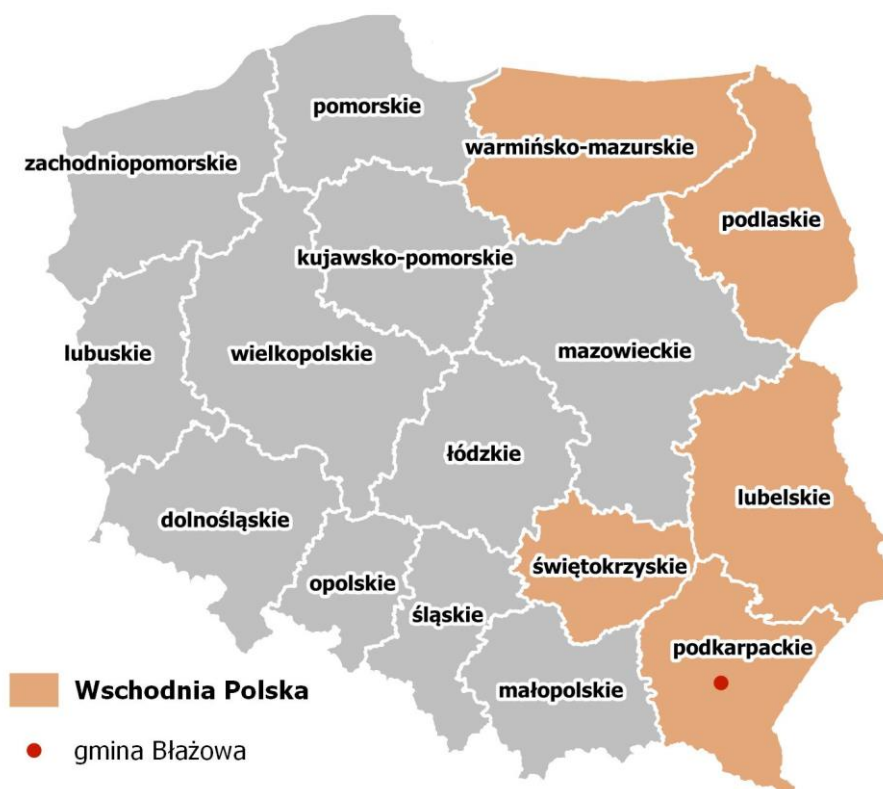 pomorskie
warmińsko-mazurskie
zachodniopomorskie
podlaskie
kujawsko-pomorskie
lubuskie
wielkopolskie
mazowieckie
łódzkie
lubelskie
dolnośląskie
świętokrzyskie
opolskie
śląskie
podkarpackie
małopolskie
Wschodnia Polska
gmina Błażowa